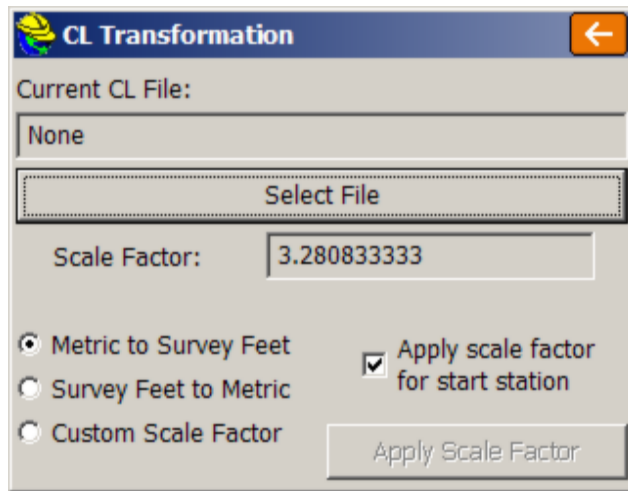 CL Transformation
Current CL File:
None
Select File
Scale Factor: 3.280833333
Metric to Survey Feet
Survey Feet to Metric
Custom Scale Factor
Apply scale factor
for start station
Apply Scale Factor